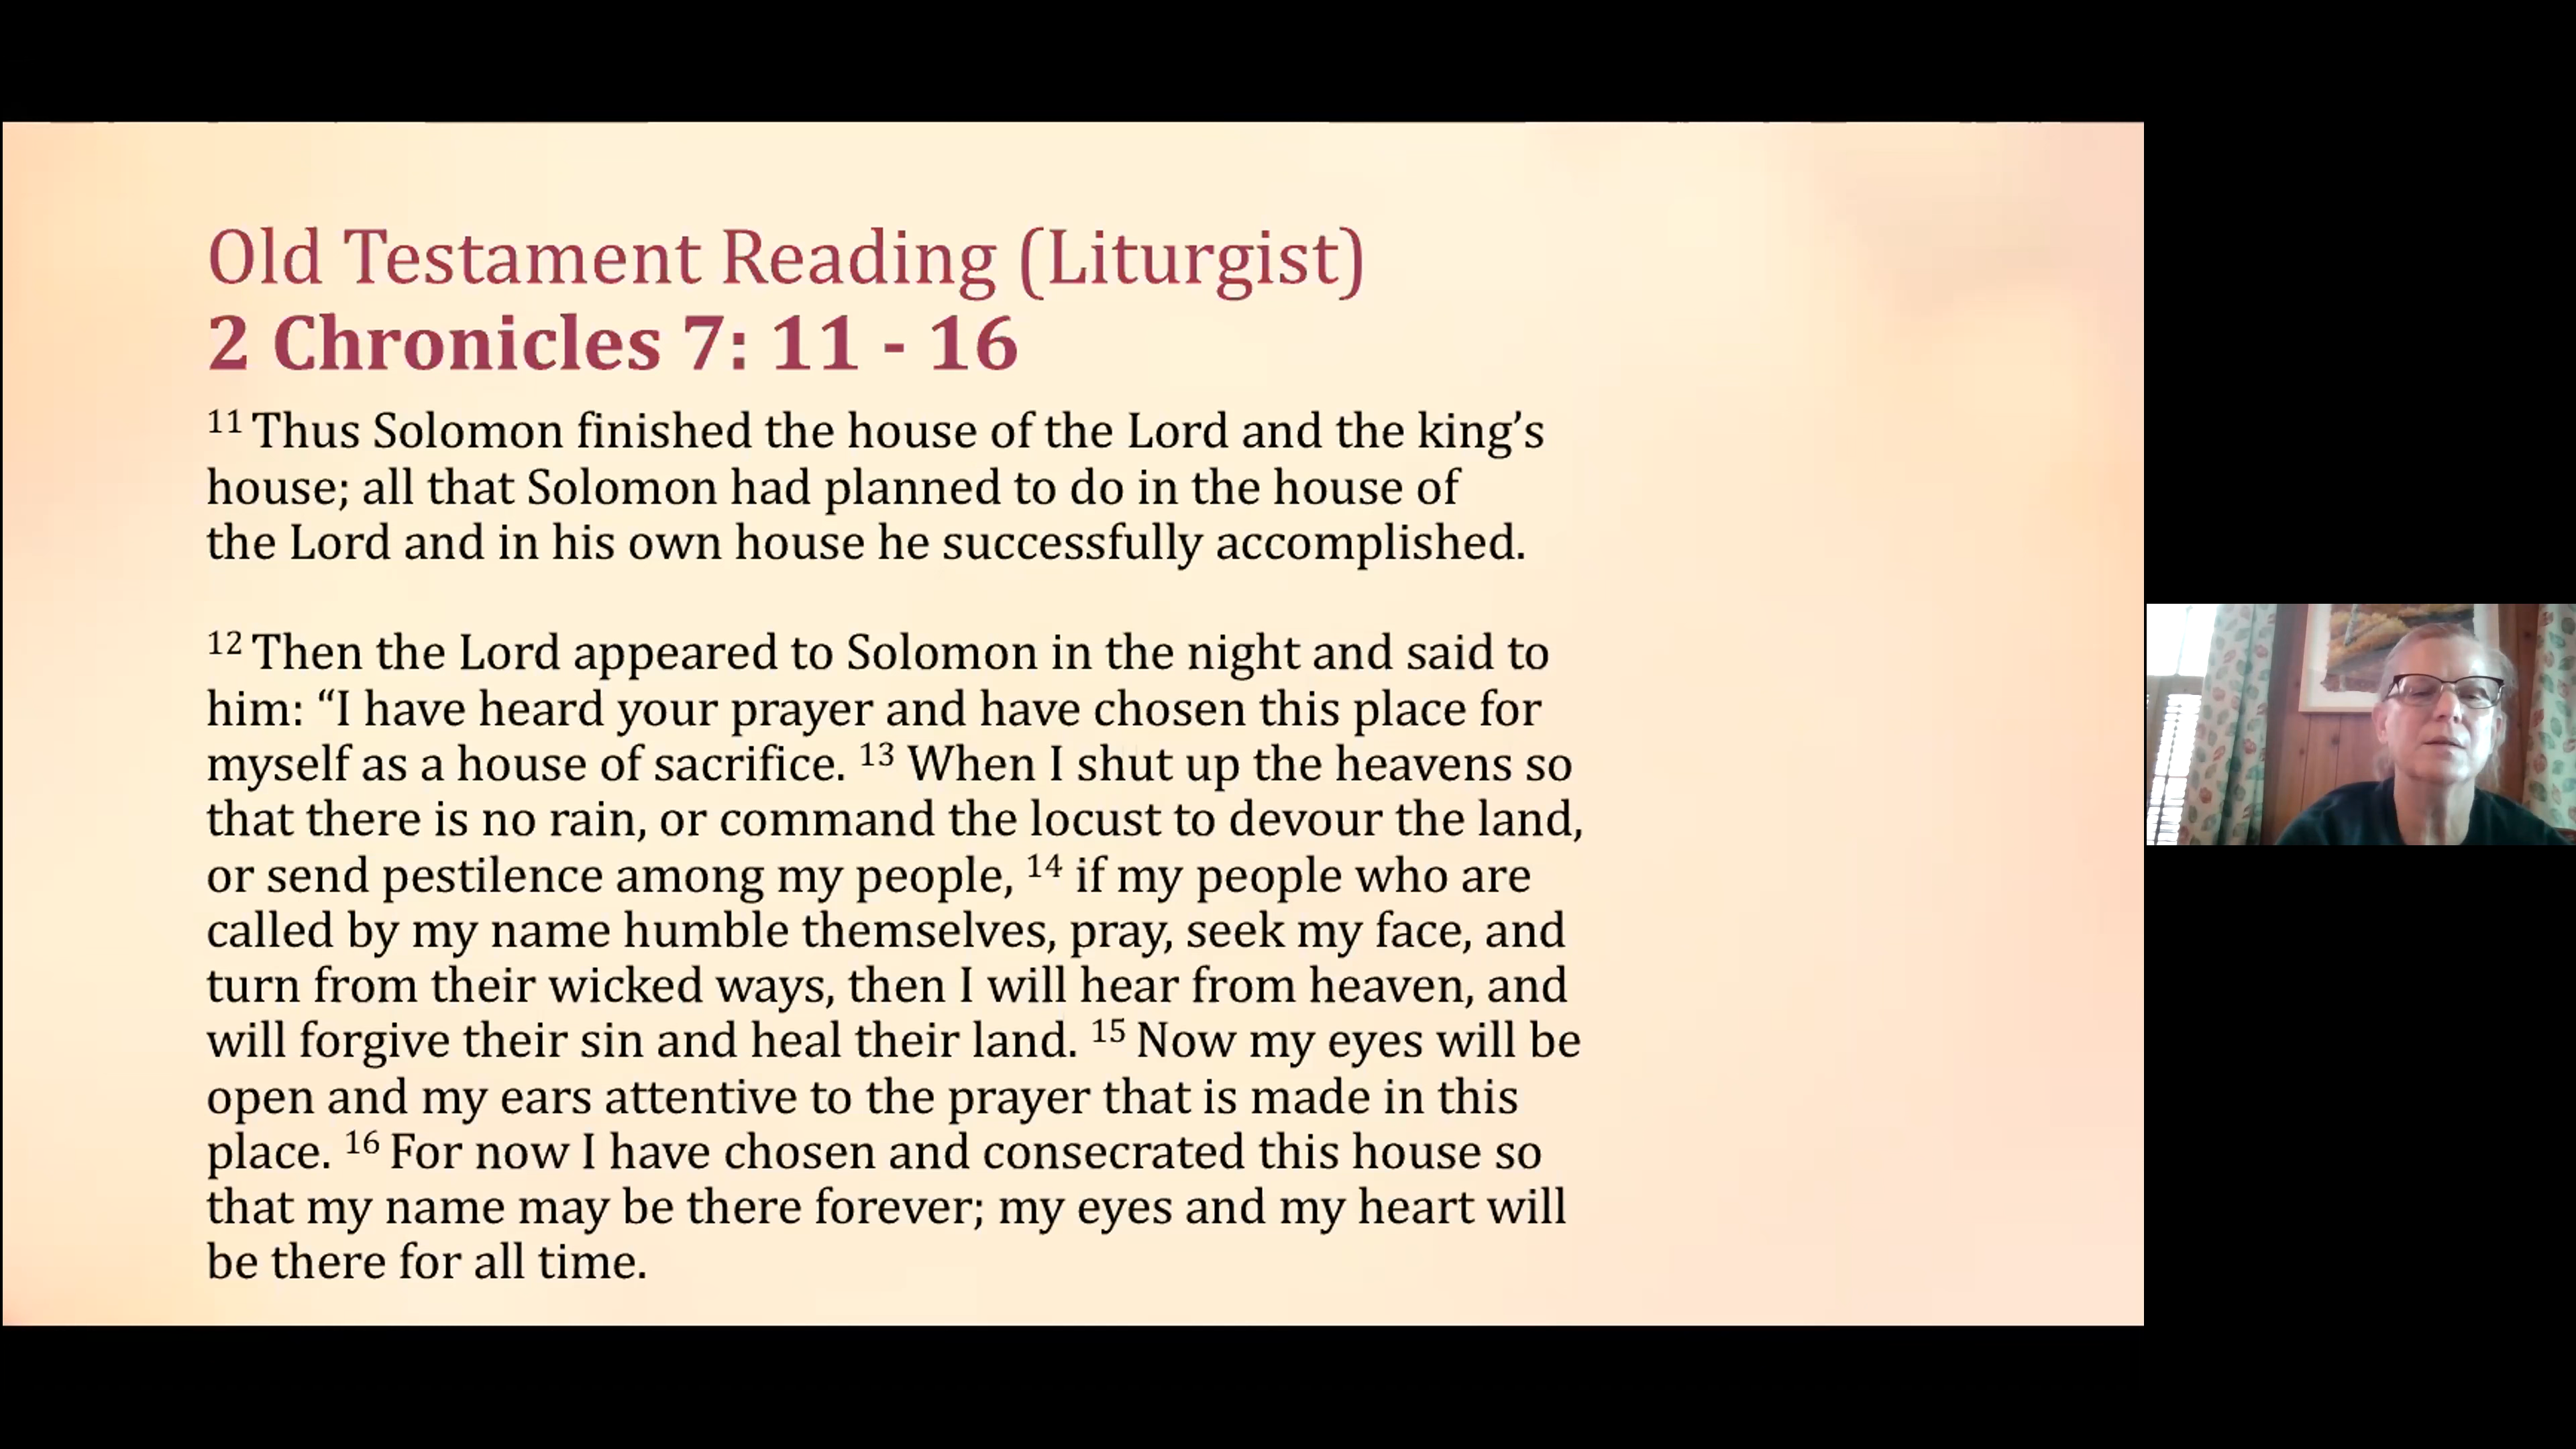 Old Testament Reading (Liturgist)
2 Chronicles 7: 11 - 16
11 Thus Solomon finished the house of the Lord and the king’s
house; all that Solomon had planned to do in the house of
the Lord and in his own house he successfully accomplished.
12 Then the Lord appeared to Solomon in the night and said to
him: “I have heard your prayer and have chosen this place for
myself as a house of sacrifice. 13 When I shut up the heavens so
that there is no rain, or command the locust to devour the land,
or send pestilence among my people, 14 if my people who are
called by my name humble themselves, pray, seek my face, and
turn from their wicked ways, then I will hear from heaven, and
will forgive their sin and heal their land. 15 Now my eyes will be
open and my ears attentive to the prayer that is made in this
place. 16 For now I have chosen and consecrated this house so
that my name may be there forever; my eyes and my heart will
be there for all time.